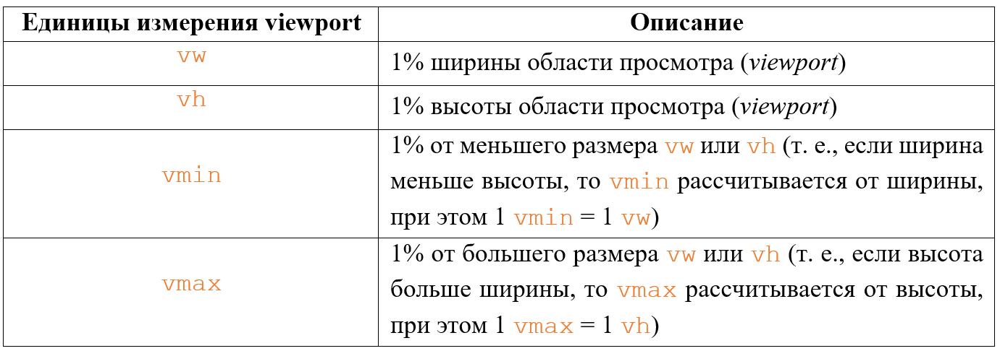 Единицы измерения viewport
Описание
vw
1% ширины области просмотра (viewport)
vh
1% высоты области просмотра (viewport)
vmin
1% от меньшего размера vw или vh (т. е., если ширина
меньше высоты, то vmin рассчитывается от ширины,
при этом 1 vmin = 1 vw)
vmax
1% от большего размера vw или vh (т. е., если высота
больше ширины, то vmax рассчитывается от высоты,
при этом 1 vmax = 1 vh)